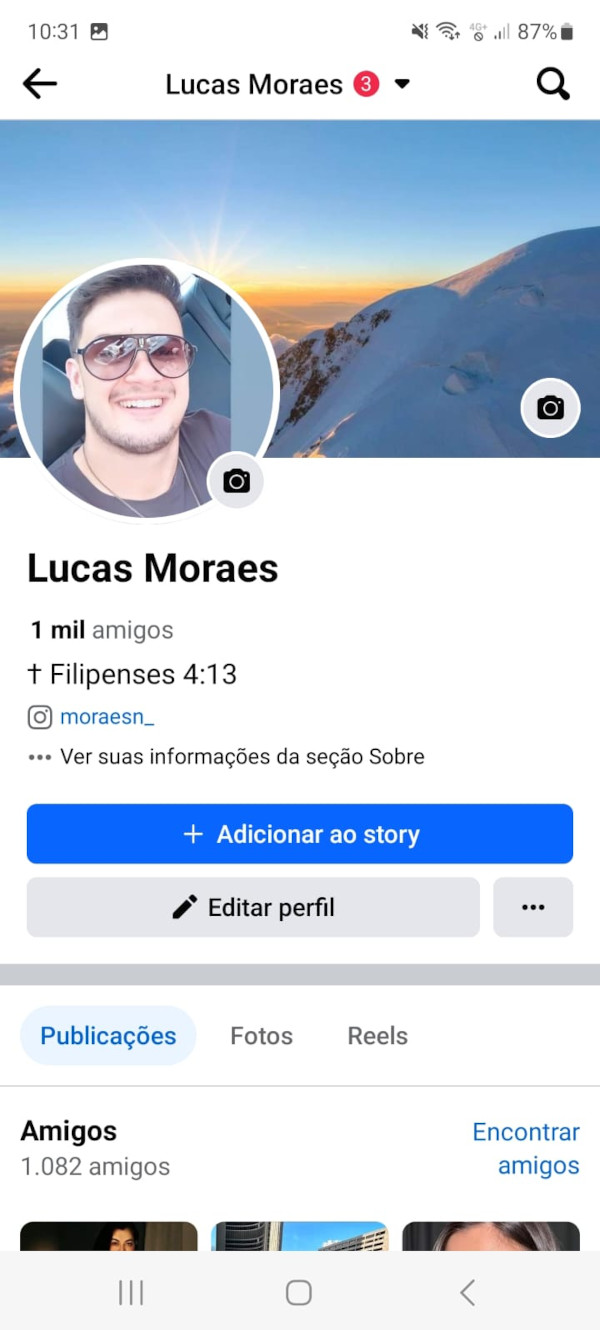 10:31 4G+ 87%
Lucas Moraes 3
Lucas Moraes
1 mil amigos
† Filipenses 4:13
moraesn_
••• Ver suas informações da seção Sobre
+ Adicionar ao story
Editar perfil •••
Publicações Fotos Reels
Amigos
1.082 amigos
Encontrar
amigos